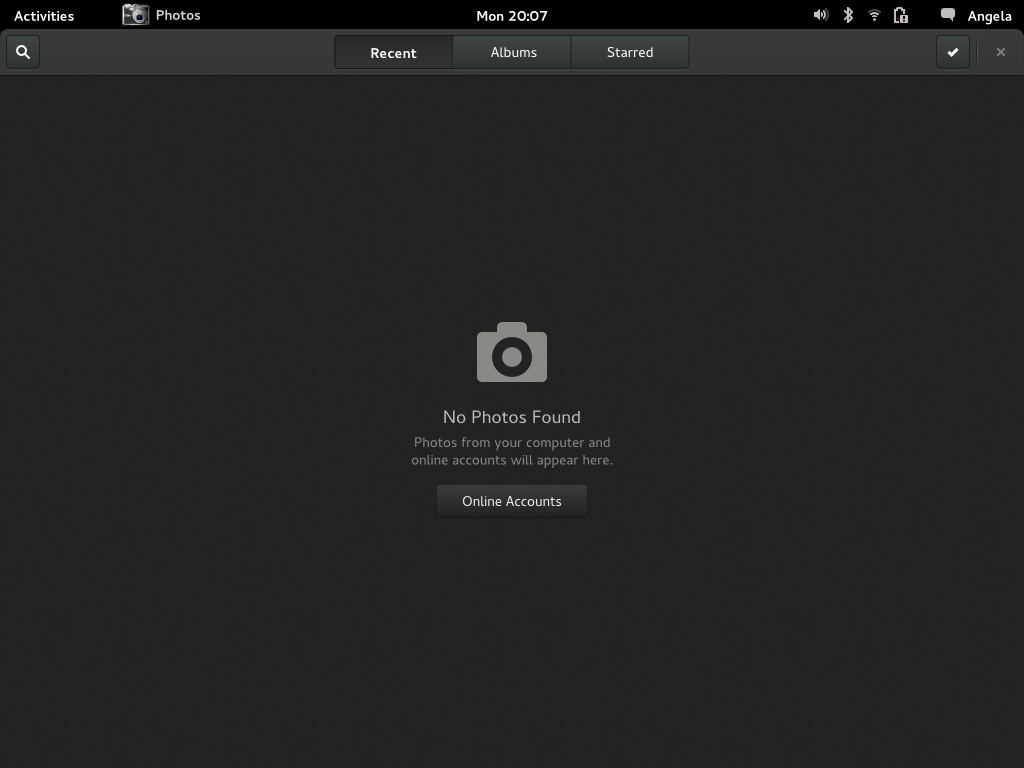 Activities Photos Mon 20:07 Angela
Recent Albums Starred
No Photos Found
Photos from your computer and
online accounts will appear here.
Online Accounts